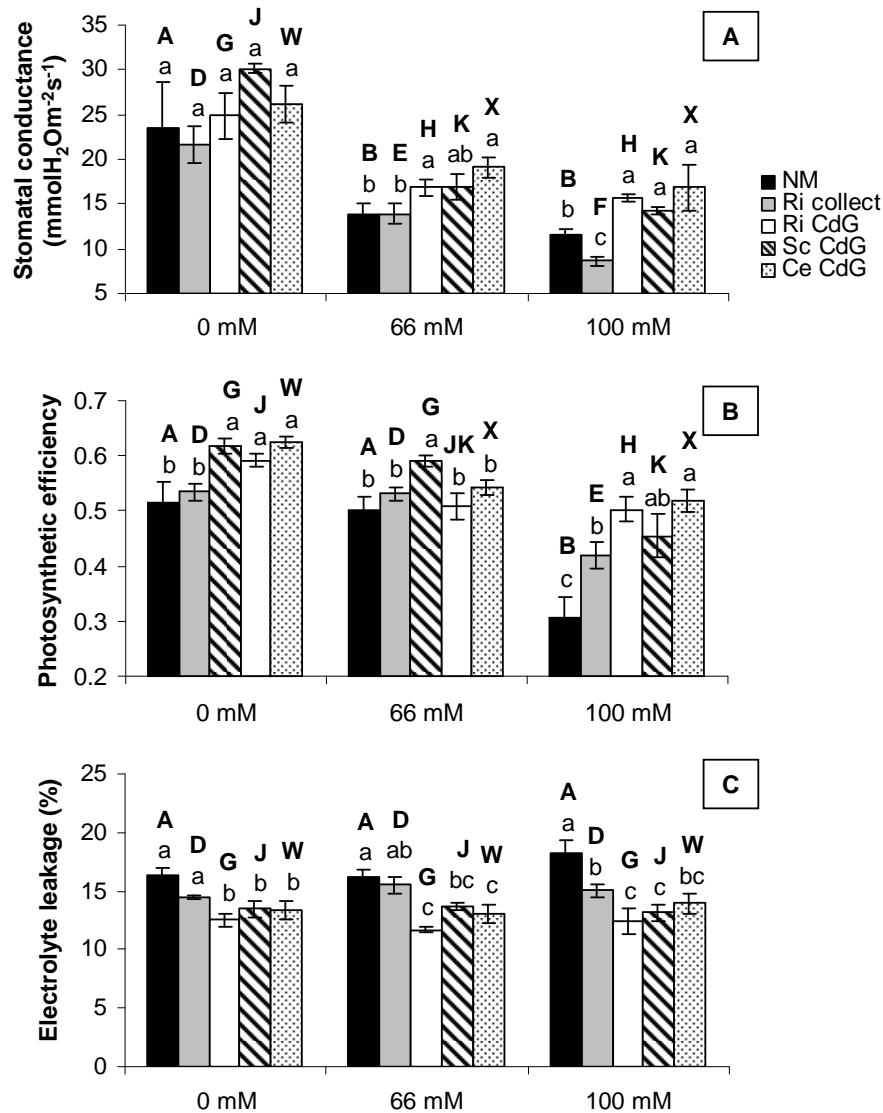 A
Stomatal conductance
(mmolH₂Om⁻²s⁻¹)
35
30
25
20
15
10
5
A D G J W
a a a a a
B E H K X
b b a ab a
B F H K X
b c a a a
0 mM 66 mM 100 mM
NM
Ri collect
Ri CdG
Sc CdG
Ce CdG
B
Photosynthetic efficiency
0.7
0.6
0.5
0.4
0.3
0.2
A D G J W
b b a a a
A D G JK X
b b a b b
B E H K X
c b a ab a
0 mM 66 mM 100 mM
C
Electrolyte leakage (%)
25
20
15
10
5
0
A D G J W
a a b b b
A D G J W
a ab c bc c
A D G J W
a b c c bc
0 mM 66 mM 100 mM